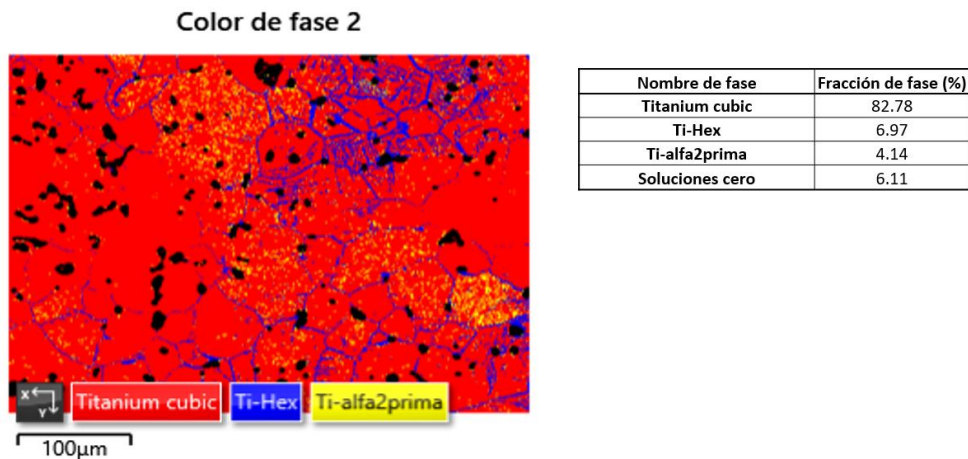 Color de fase 2
X
Y
Titanium cubic Ti-Hex Ti-alfa2prima
100µm
Nombre de fase Fracción de fase (%)
Titanium cubic 82.78
Ti-Hex 6.97
Ti-alfa2prima 4.14
Soluciones cero 6.11